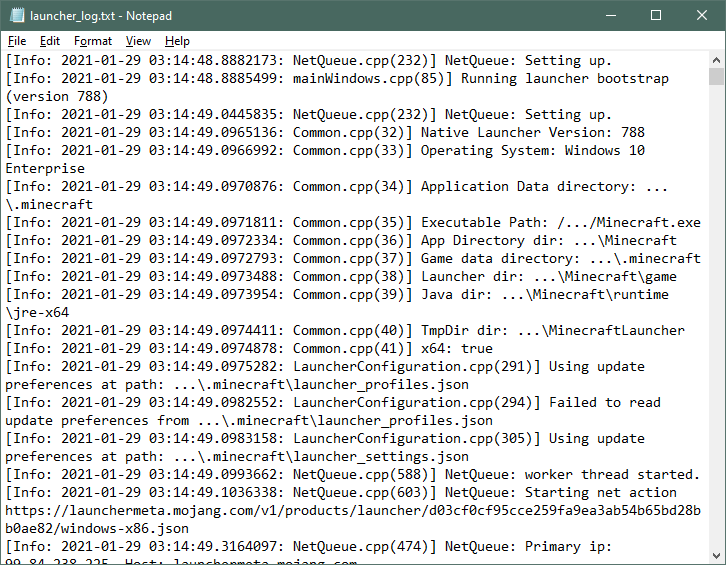 launcher_log.txt - Notepad
File Edit Format View Help
[Info: 2021-01-29 03:14:48.8882173: NetQueue.cpp(232)] NetQueue: Setting up.
[Info: 2021-01-29 03:14:48.8885499: mainWindows.cpp(85)] Running launcher bootstrap
(version 788)
[Info: 2021-01-29 03:14:49.0445835: NetQueue.cpp(232)] NetQueue: Setting up.
[Info: 2021-01-29 03:14:49.0965136: Common.cpp(32)] Native Launcher Version: 788
[Info: 2021-01-29 03:14:49.0966992: Common.cpp(33)] Operating System: Windows 10
Enterprise
[Info: 2021-01-29 03:14:49.0970876: Common.cpp(34)] Application Data directory: ...
\.minecraft
[Info: 2021-01-29 03:14:49.0971811: Common.cpp(35)] Executable Path: /.../Minecraft.exe
[Info: 2021-01-29 03:14:49.0972334: Common.cpp(36)] App Directory dir: ...\Minecraft
[Info: 2021-01-29 03:14:49.0972793: Common.cpp(37)] Game data directory: ...\.minecraft
[Info: 2021-01-29 03:14:49.0973488: Common.cpp(38)] Launcher dir: ...\Minecraft\game
[Info: 2021-01-29 03:14:49.0973954: Common.cpp(39)] Java dir: ...\Minecraft\runtime
\jre-x64
[Info: 2021-01-29 03:14:49.0974411: Common.cpp(40)] TmpDir dir: ...\MinecraftLauncher
[Info: 2021-01-29 03:14:49.0974878: Common.cpp(41)] x64: true
[Info: 2021-01-29 03:14:49.0975282: LauncherConfiguration.cpp(291)] Using update
preferences at path: ...\.minecraft\launcher_profiles.json
[Info: 2021-01-29 03:14:49.0982552: LauncherConfiguration.cpp(294)] Failed to read
update preferences from ...\.minecraft\launcher_profiles.json
[Info: 2021-01-29 03:14:49.0983158: LauncherConfiguration.cpp(305)] Using update
preferences at path: ...\.minecraft\launcher_settings.json
[Info: 2021-01-29 03:14:49.0993662: NetQueue.cpp(588)] NetQueue: worker thread started.
[Info: 2021-01-29 03:14:49.1036338: NetQueue.cpp(603)] NetQueue: Starting net action
https://launchermeta.mojang.com/v1/products/launcher/d03cf0cf95cce259fa9ea3ab54b65bd28b
b0ae82/windows-x86.json
[Info: 2021-01-29 03:14:49.3164097: NetQueue.cpp(474)] NetQueue: Primary ip:
99.84.238.225 Host: launchermeta.mojang.com